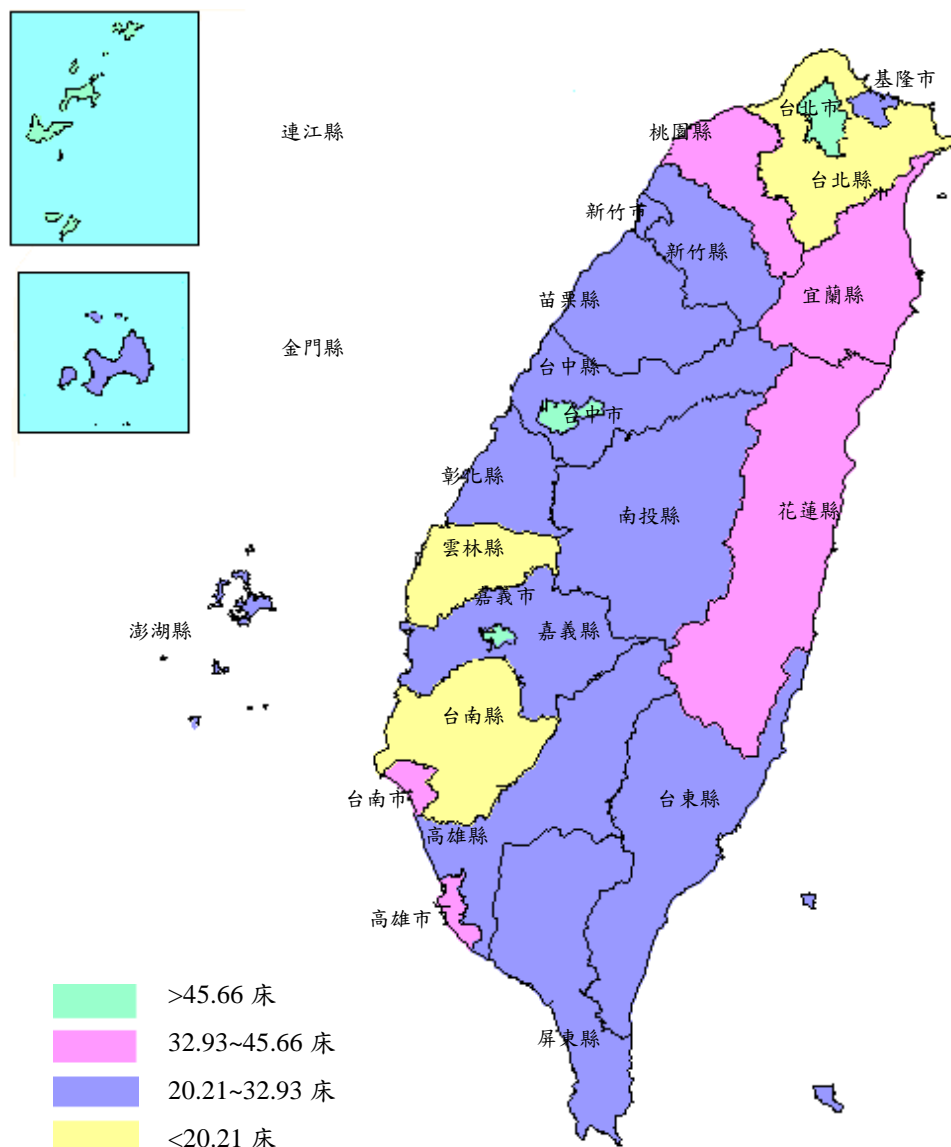 基隆市
台北市
連江縣
桃園縣
台北縣
新竹市
新竹縣
宜蘭縣
苗栗縣
金門縣
台中縣
台中市
彰化縣
花蓮縣
南投縣
雲林縣
嘉義市
澎湖縣
嘉義縣
台南縣
台南市
台東縣
高雄縣
高雄市
屏東縣
>45.66 床
32.93~45.66 床
20.21~32.93 床
<20.21 床